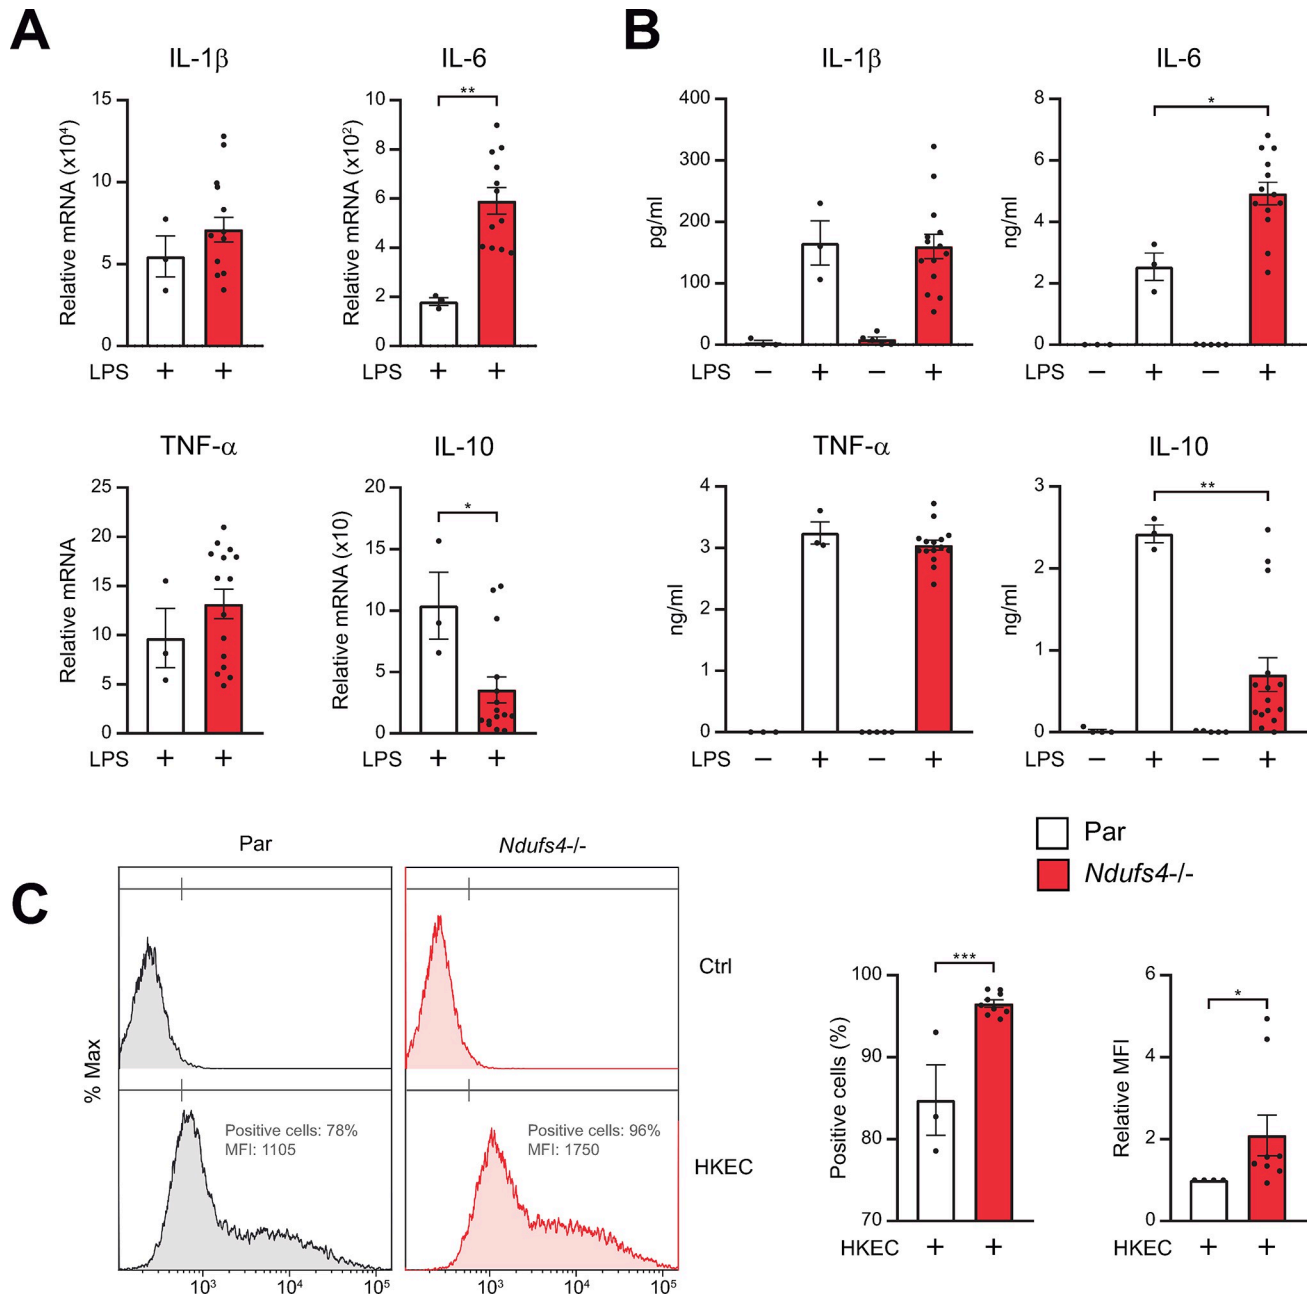 A
IL-1β
Relative mRNA (x10⁴)
15
10
5
0
LPS + +
IL-6
**
Relative mRNA (x10²)
10
8
6
4
2
0
+ +
B
IL-1β
pg/ml
400
300
200
100
0
LPS − + − +
IL-6
*
ng/ml
8
6
4
2
0
LPS − + − +
TNF-α
Relative mRNA
25
20
15
10
5
0
LPS + +
IL-10
*
Relative mRNA (x10)
20
15
10
5
0
+ +
TNF-α
ng/ml
4
3
2
1
0
LPS − + − +
IL-10
**
ng/ml
3
2
1
0
LPS − + − +
Par
Ndufs4-/-
C
Par
Ndufs4-/-
% Max
Ctrl
Positive cells: 78%
MFI: 1105
Positive cells: 96%
MFI: 1750
HKEC
10³ 10⁴ 10⁵
10³ 10⁴ 10⁵
***
Positive cells (%)
100
90
80
70
HKEC + +
*
Relative MFI
6
4
2
0
HKEC + +